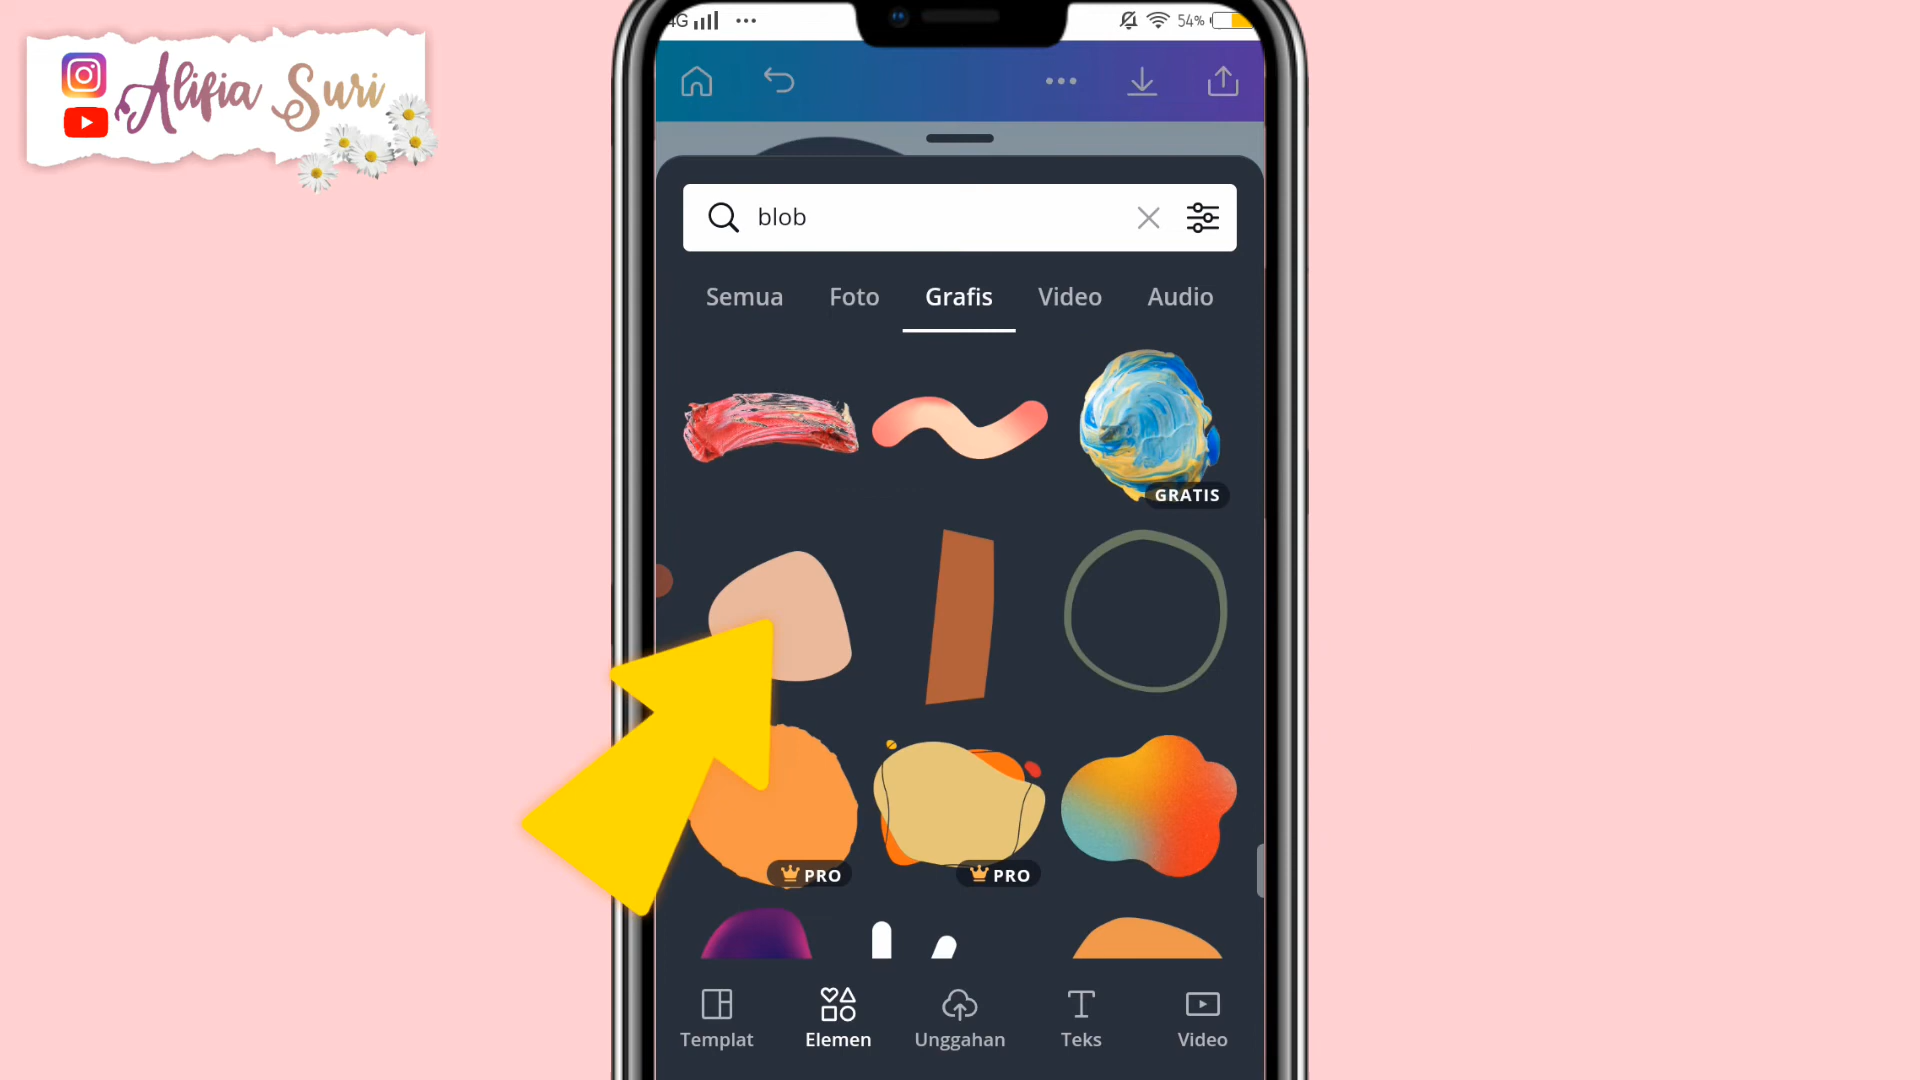 Alifia Suri
4G
54%
blob
Semua Foto Grafis Video Audio
GRATIS
PRO
PRO
Templat Elemen Unggahan Teks Video